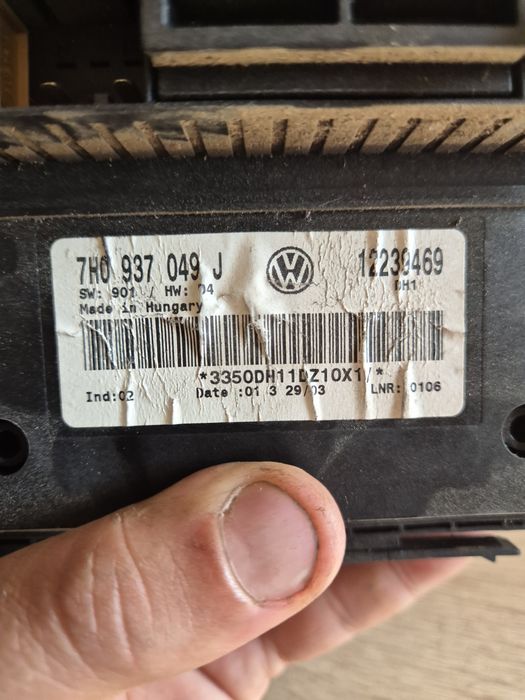 7H0 937 049 J
12239469
SW: 901 / HW: 04
DH1
Made in Hungary
*3350DH11DZ10X1/*
Ind:02
Date :01 3 29/03
LNR: 0106